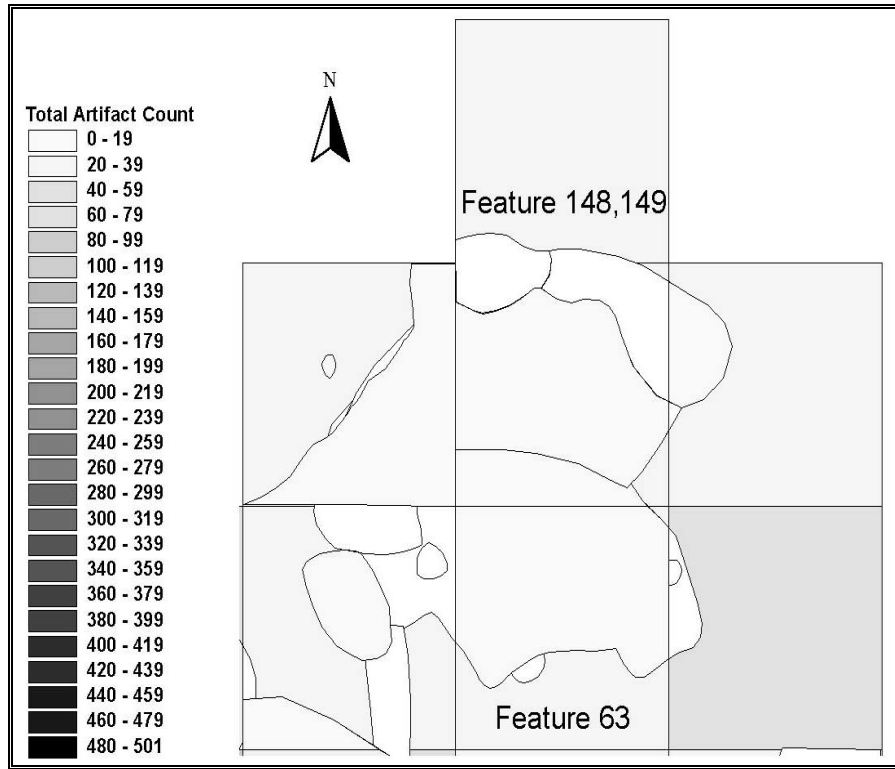 N
Total Artifact Count
0 - 19
20 - 39
40 - 59
60 - 79
80 - 99
100 - 119
120 - 139
140 - 159
160 - 179
180 - 199
200 - 219
220 - 239
240 - 259
260 - 279
280 - 299
300 - 319
320 - 339
340 - 359
360 - 379
380 - 399
400 - 419
420 - 439
440 - 459
460 - 479
480 - 501
Feature 148,149
Feature 63